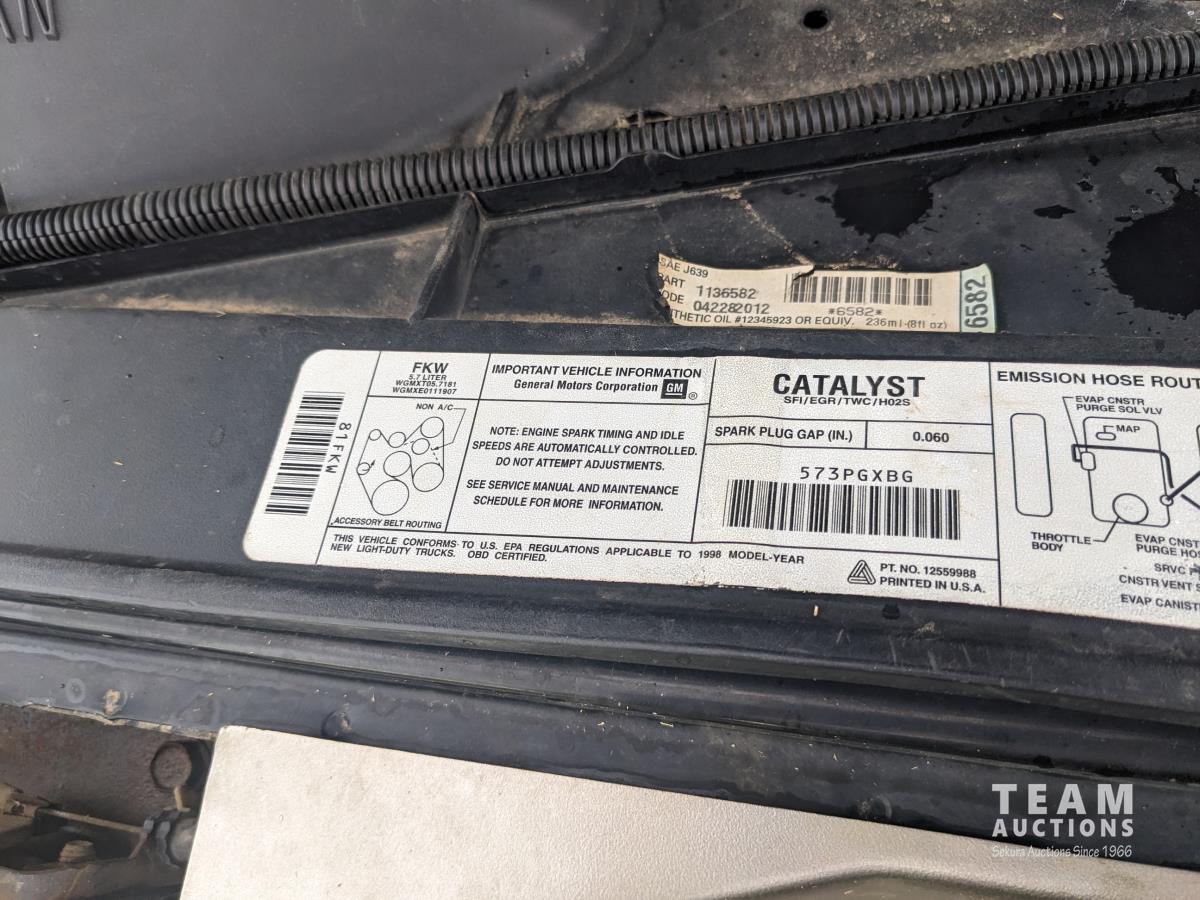 SAE J639
1136582
042282012
*6582*
6582
THETIC OIL #12345923 OR EQUIV. 236ml-(8fl oz)
81FKW
FKW
5.7 LITER
WGMXT05.7181
WGMXE0111907
NON A/C
ACCESSORY BELT ROUTING
IMPORTANT VEHICLE INFORMATION
General Motors Corporation GM ®
NOTE: ENGINE SPARK TIMING AND IDLE
SPEEDS ARE AUTOMATICALLY CONTROLLED.
DO NOT ATTEMPT ADJUSTMENTS.
SEE SERVICE MANUAL AND MAINTENANCE
SCHEDULE FOR MORE INFORMATION.
CATALYST
SFI/EGR/TWC/HO2S
SPARK PLUG GAP (IN.) 0.060
573PGXBG
THIS VEHICLE CONFORMS TO U.S. EPA REGULATIONS APPLICABLE TO 1998 MODEL-YEAR
NEW LIGHT-DUTY TRUCKS. OBD CERTIFIED.
PT. NO. 12559988
PRINTED IN U.S.A.
EMISSION HOSE ROUT
EVAP CNSTR
PURGE SOL VLV
MAP
THROTTLE
BODY
EVAP CNST
PURGE HO
SRVC
CNSTR VENT S
EVAP CANIST
TEAM
AUCTIONS
Sekura Auctions Since 1966